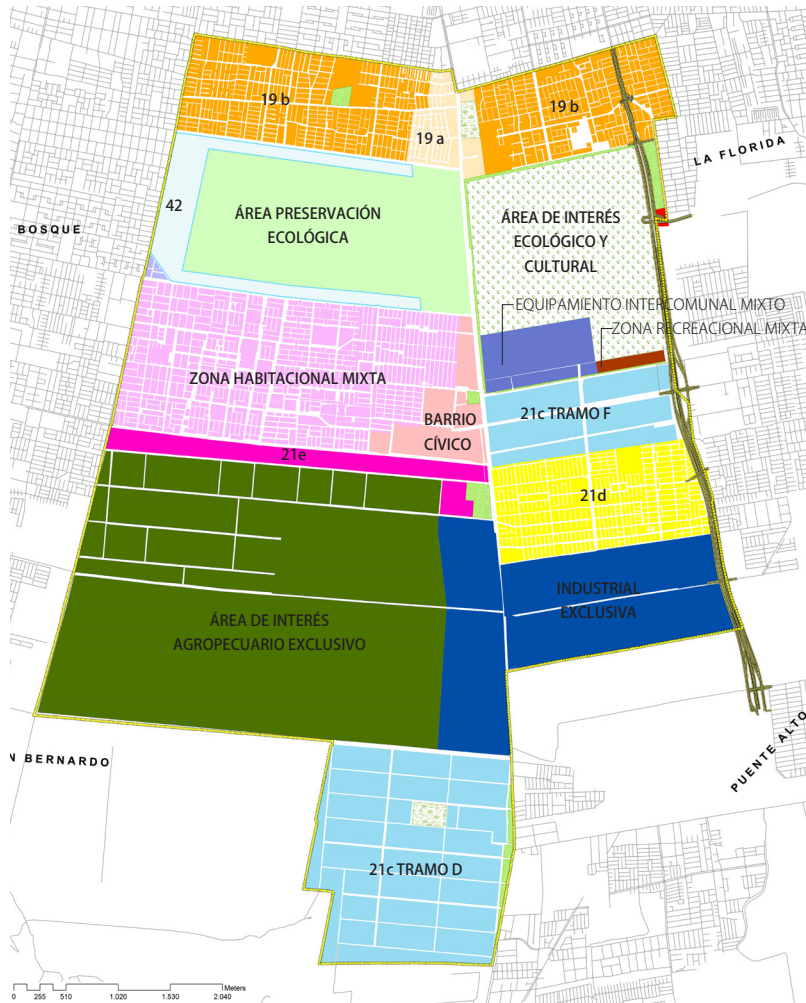 19 b
19 b
19 a
LA FLORIDA
42
ÁREA PRESERVACIÓN
ECOLÓGICA
ÁREA DE INTERÉS
ECOLÓGICO Y
CULTURAL
BOSQUE
EQUIPAMIENTO INTERCOMUNAL MIXTO
ZONA RECREACIONAL MIXTA
ZONA HABITACIONAL MIXTA
BARRIO
CÍVICO
21c TRAMO F
21e
21d
INDUSTRIAL
EXCLUSIVA
ÁREA DE INTERÉS
AGROPECUARIO EXCLUSIVO
PUENTE ALTO
N BERNARDO
21c TRAMO D
Meters
0 255 510 1.020 1.530 2.040